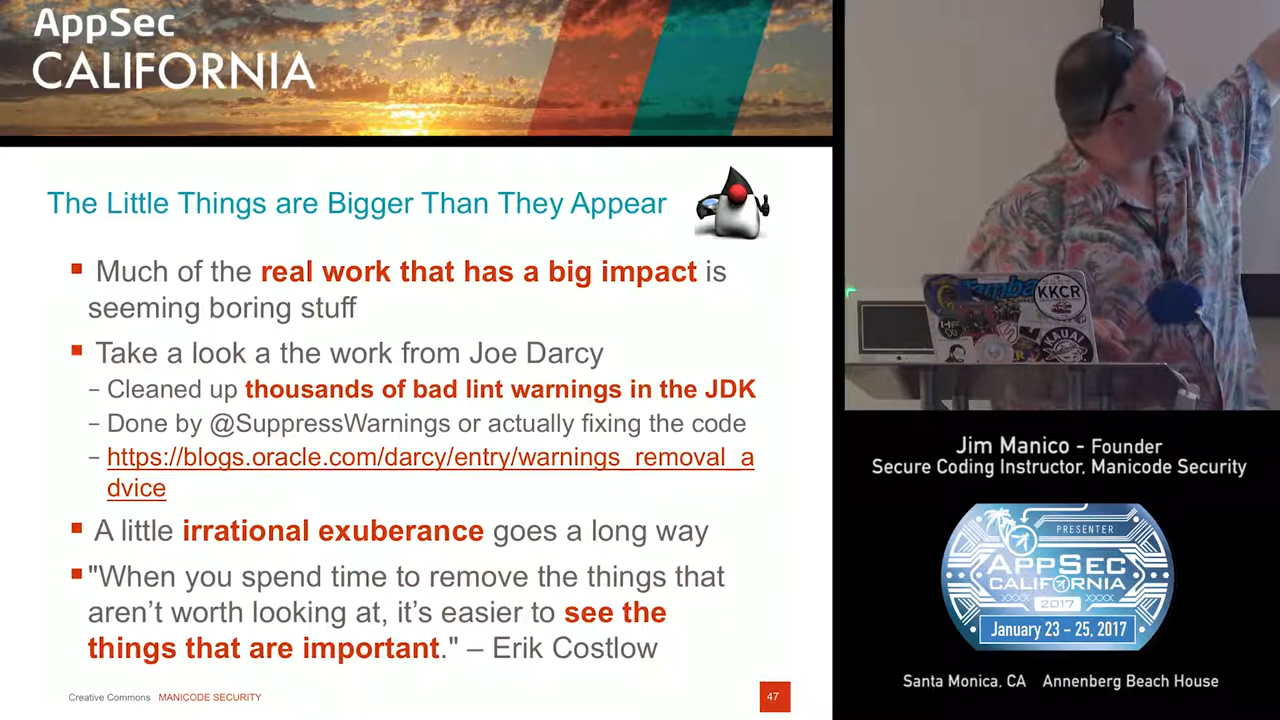 AppSec
CALIFORNIA
The Little Things are Bigger Than They Appear
Much of the real work that has a big impact is
seeming boring stuff
Take a look a the work from Joe Darcy
– Cleaned up thousands of bad lint warnings in the JDK
– Done by @SuppressWarnings or actually fixing the code
– https://blogs.oracle.com/darcy/entry/warnings_removal_a
dvice
A little irrational exuberance goes a long way
"When you spend time to remove the things that
aren’t worth looking at, it’s easier to see the
things that are important." – Erik Costlow
Creative Commons MANICODE SECURITY
47
KKCR
KAUAI
Jim Manico - Founder
Secure Coding Instructor, Manicode Security
PRESENTER
APPSEC
CALIFORNIA
2017
January 23 – 25, 2017
Santa Monica, CA Annenberg Beach House